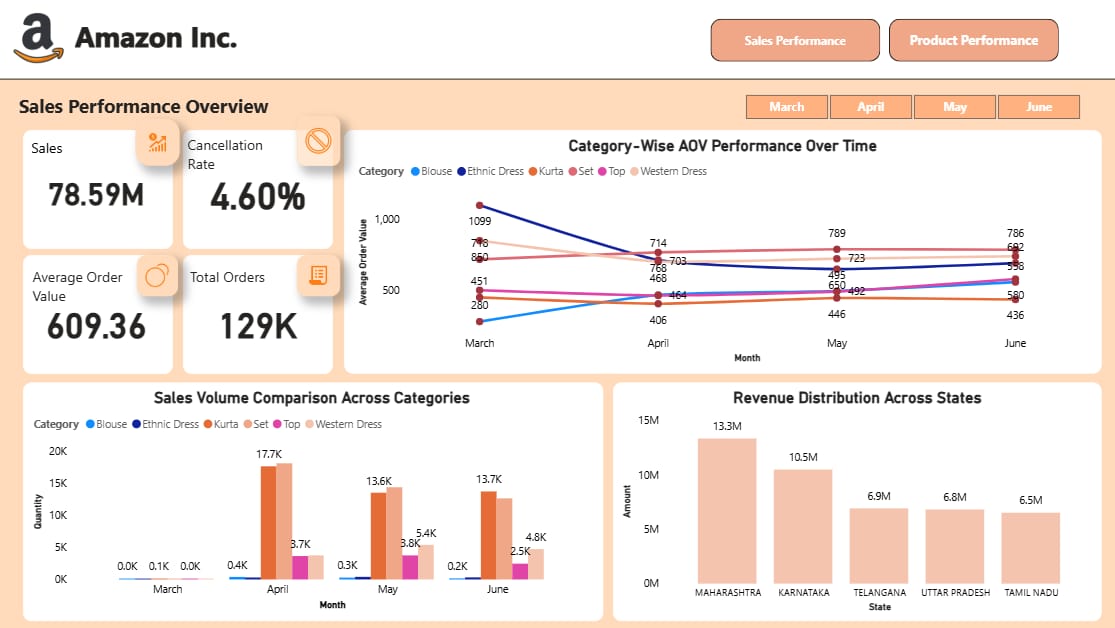 a
Amazon Inc.
Sales Performance
Product Performance
Sales Performance Overview
March
April
May
June
Sales
78.59M
Cancellation
Rate
4.60%
Average Order
Value
609.36
Total Orders
129K
Category-Wise AOV Performance Over Time
Category Blouse Ethnic Dress Kurta Set Top Western Dress
Average Order Value
1,000
500
1099
718
850
451
280
714
703
768
468
464
406
789
723
495
650
492
446
786
692
598
580
436
March
April
May
June
Month
Sales Volume Comparison Across Categories
Category Blouse Ethnic Dress Kurta Set Top Western Dress
Quantity
20K
15K
10K
5K
0K
0.0K
0.1K
0.0K
0.4K
17.7K
3.7K
0.3K
13.6K
3.8K
5.4K
0.2K
13.7K
2.5K
4.8K
March
April
May
June
Month
Revenue Distribution Across States
Amount
15M
10M
5M
0M
13.3M
10.5M
6.9M
6.8M
6.5M
MAHARASHTRA
KARNATAKA
TELANGANA
UTTAR PRADESH
TAMIL NADU
State